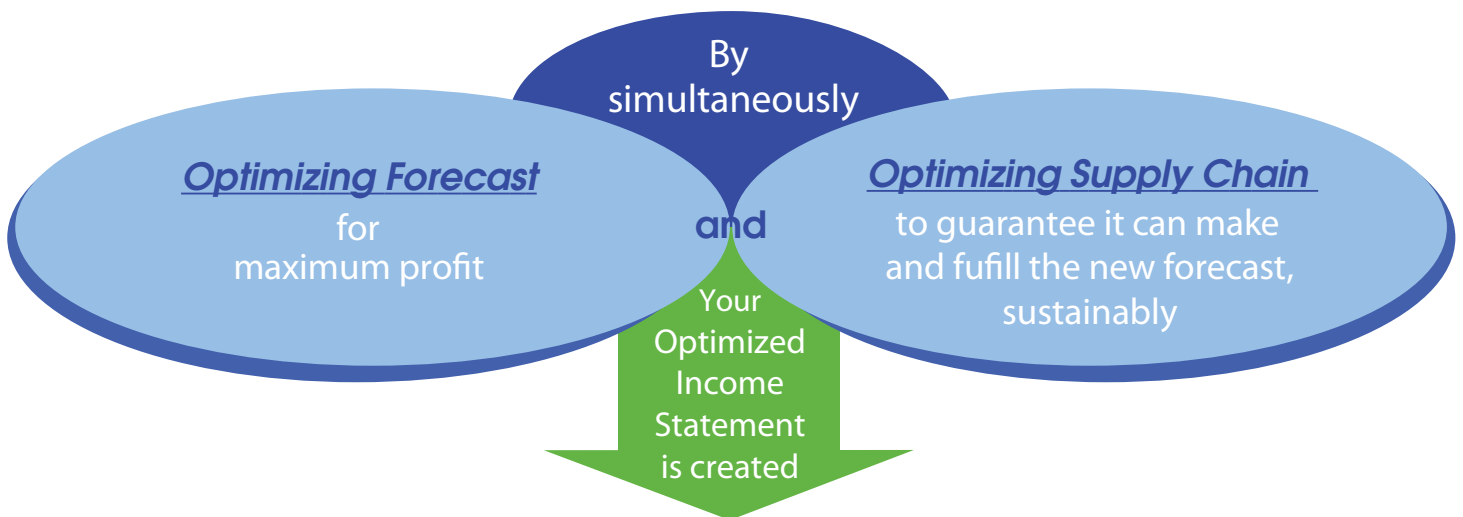 By
simultaneously
Optimizing Forecast
for
maximum profit
and
Optimizing Supply Chain
to guarantee it can make
and fufill the new forecast,
sustainably
Your
Optimized
Income
Statement
is created